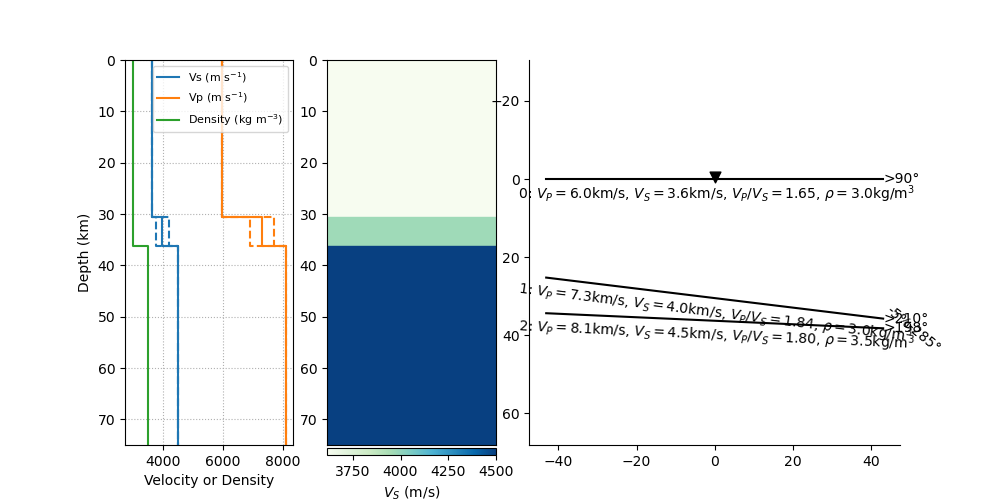 0
10
20
30
40
50
60
70
Depth (km)
4000 6000 8000
Velocity or Density
Vs (m s⁻¹)
Vp (m s⁻¹)
Density (kg m⁻³)
0
10
20
30
40
50
60
70
3750 4000 4250 4500
V_S (m/s)
−20
0
20
40
60
−40 −20 0 20 40
>90°
0: V_P = 6.0km/s, V_S = 3.6km/s, V_P/V_S = 1.65, ρ = 3.0kg/m³
>210°
1: V_P = 7.3km/s, V_S = 4.0km/s, V_P/V_S = 1.84, ρ = 3.0kg/m³
2: V_P = 8.1km/s, V_S = 4.5km/s, V_P/V_S = 1.80, ρ = 3.5kg/m³